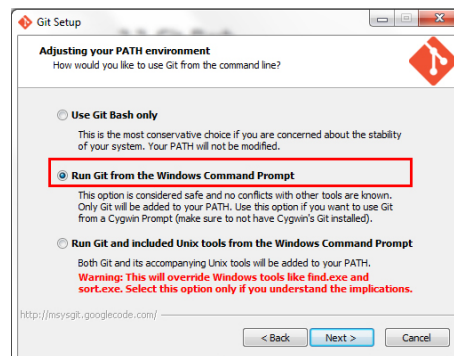 Git Setup
Adjusting your PATH environment
How would you like to use Git from the command line?
Use Git Bash only
This is the most conservative choice if you are concerned about the stability
of your system. Your PATH will not be modified.
Run Git from the Windows Command Prompt
This option is considered safe and no conflicts with other tools are known.
Only Git will be added to your PATH. Use this option if you want to use Git
from a Cygwin Prompt (make sure to not have Cygwin's Git installed).
Run Git and included Unix tools from the Windows Command Prompt
Both Git and its accompanying Unix tools will be added to your PATH.
Warning: This will override Windows tools like find.exe and
sort.exe. Select this option only if you understand the implications.
http://msysgit.googlecode.com/
< Back
Next >
Cancel